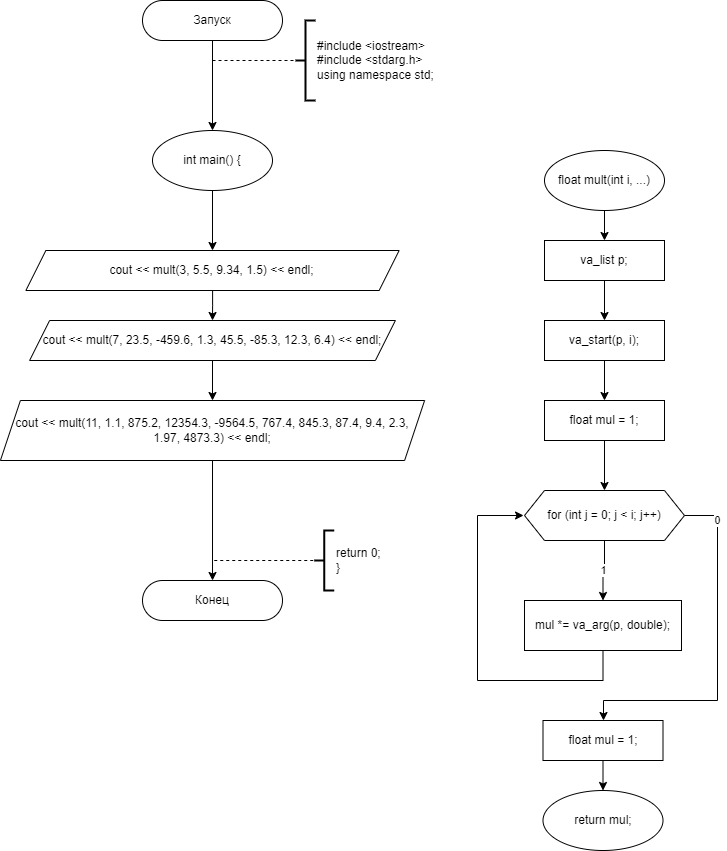 Запуск
#include <iostream>
#include <stdarg.h>
using namespace std;
int main() {
cout << mult(3, 5.5, 9.34, 1.5) << endl;
cout << mult(7, 23.5, -459.6, 1.3, 45.5, -85.3, 12.3, 6.4) << endl;
cout << mult(11, 1.1, 875.2, 12354.3, -9564.5, 767.4, 845.3, 87.4, 9.4, 2.3,
1.97, 4873.3) << endl;
return 0;
}
Конец
float mult(int i, ...)
va_list p;
va_start(p, i);
float mul = 1;
for (int j = 0; j < i; j++)
0
1
mul *= va_arg(p, double);
float mul = 1;
return mul;